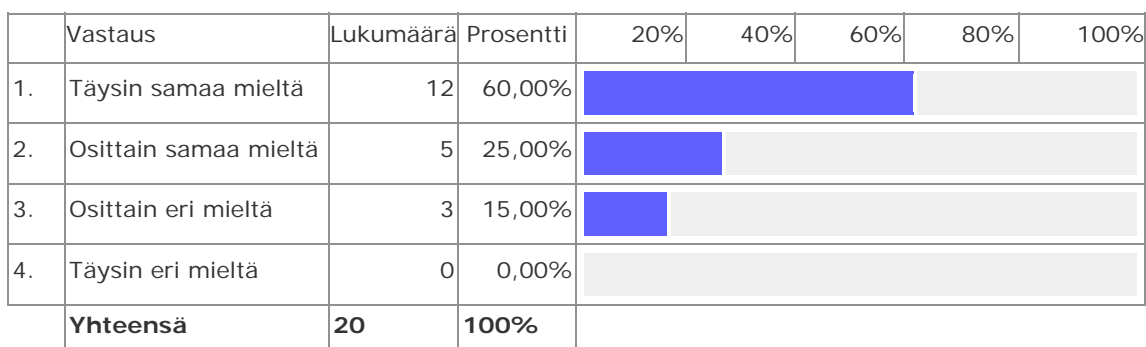 Vastaus Lukumäärä Prosentti 20% 40% 60% 80% 100%
1. Täysin samaa mieltä 12 60,00%
2. Osittain samaa mieltä 5 25,00%
3. Osittain eri mieltä 3 15,00%
4. Täysin eri mieltä 0 0,00%
Yhteensä 20 100%